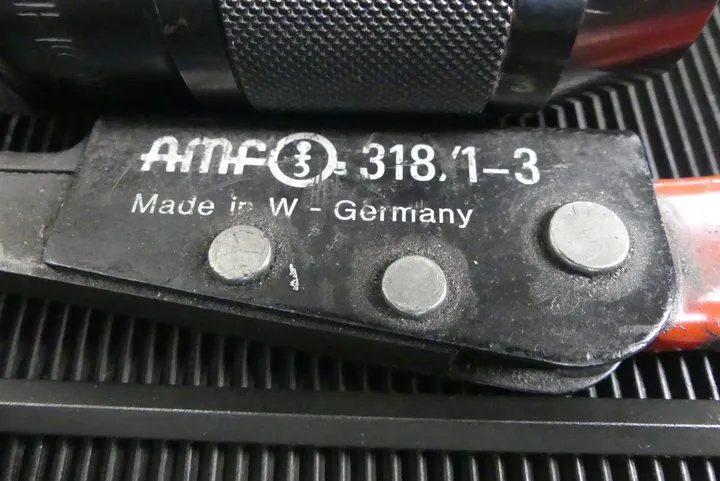 AMF 318/1-3
Made in W - Germany